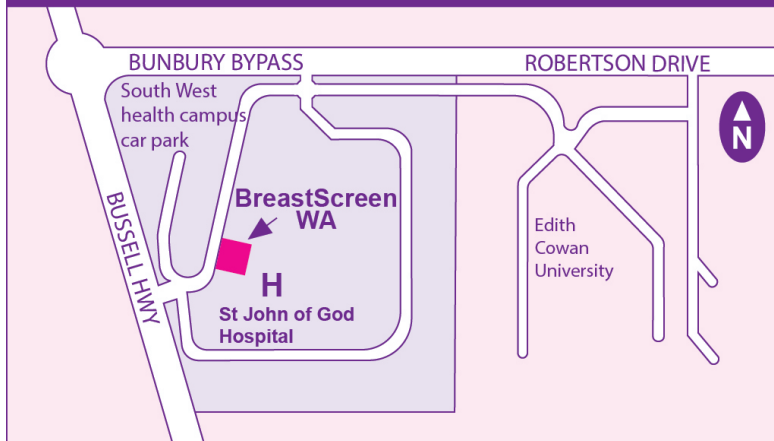 BUNBURY BYPASS
ROBERTSON DRIVE
South West
health campus
car park
N
BreastScreen
WA
BUSSELL HWY
H
St John of God
Hospital
Edith
Cowan
University